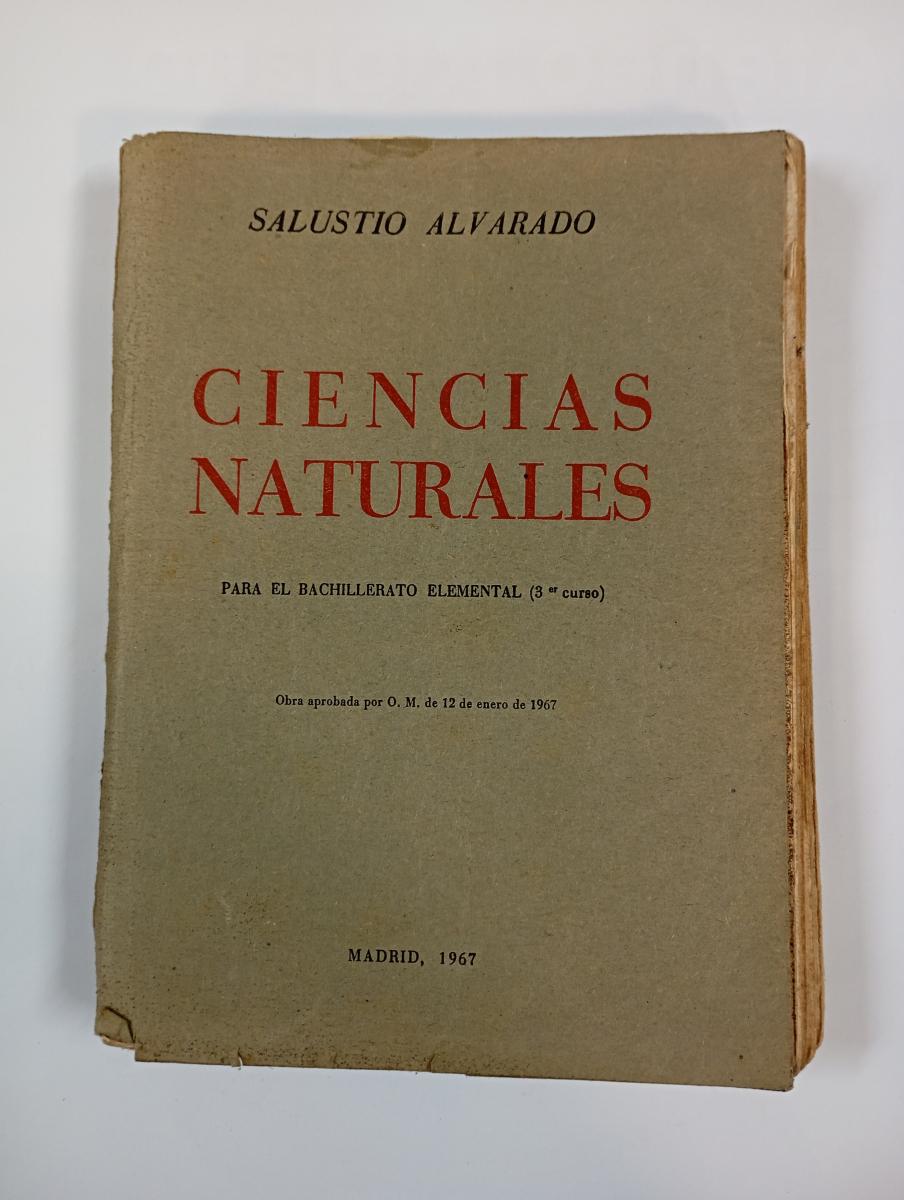 SALUSTIO ALVARADO
CIENCIAS
NATURALES
PARA EL BACHILLERATO ELEMENTAL (3 er curso)
Obra aprobada por O. M. de 12 de enero de 1967
MADRID, 1967